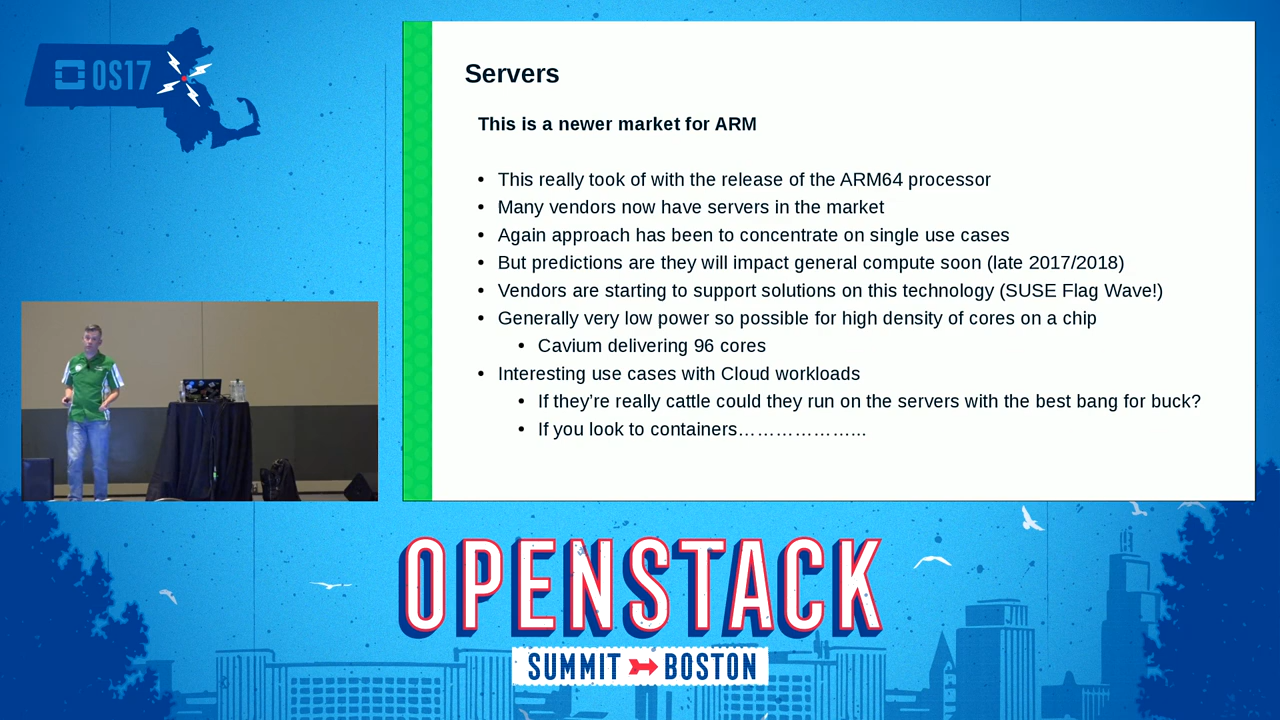 OS17
Servers
This is a newer market for ARM
• This really took of with the release of the ARM64 processor
• Many vendors now have servers in the market
• Again approach has been to concentrate on single use cases
• But predictions are they will impact general compute soon (late 2017/2018)
• Vendors are starting to support solutions on this technology (SUSE Flag Wave!)
• Generally very low power so possible for high density of cores on a chip
• Cavium delivering 96 cores
• Interesting use cases with Cloud workloads
• If they’re really cattle could they run on the servers with the best bang for buck?
• If you look to containers………………...
OPENSTACK
SUMMIT BOSTON